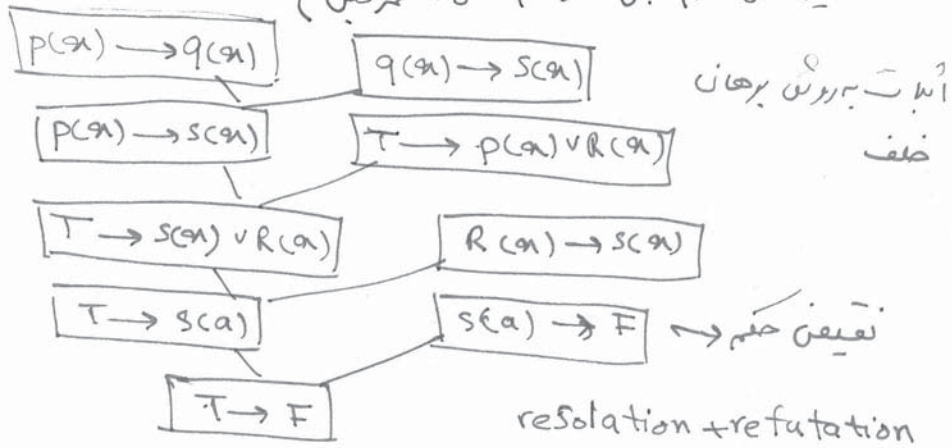 p(x) → q(x)
q(x) → S(x)
اثبات به روش برهان
خلف
p(x) → s(x)
T → p(x) ∨ R(x)
T → S(x) ∨ R(x)
R(x) → S(x)
T → S(a)
S(a) → F
نقیض حکم
T → F
resolation + refutation